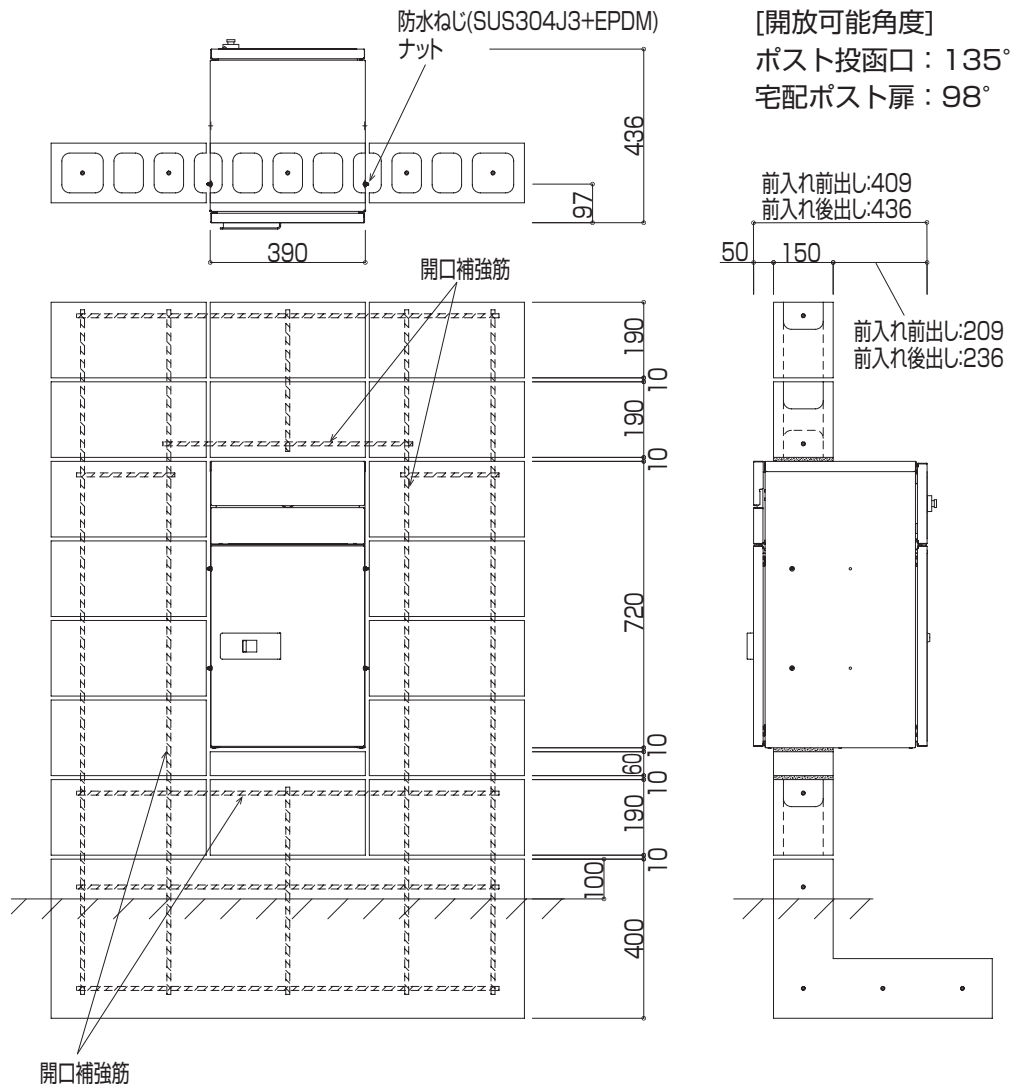 防水ねじ(SUS304J3+EPDM)
ナット
[開放可能角度]
ポスト投函口：135°
宅配ポスト扉：98°
436
97
390
前入れ前出し:409
前入れ後出し:436
50
150
前入れ前出し:209
前入れ後出し:236
開口補強筋
190
10
190
10
720
10
60
10
190
10
100
400
開口補強筋